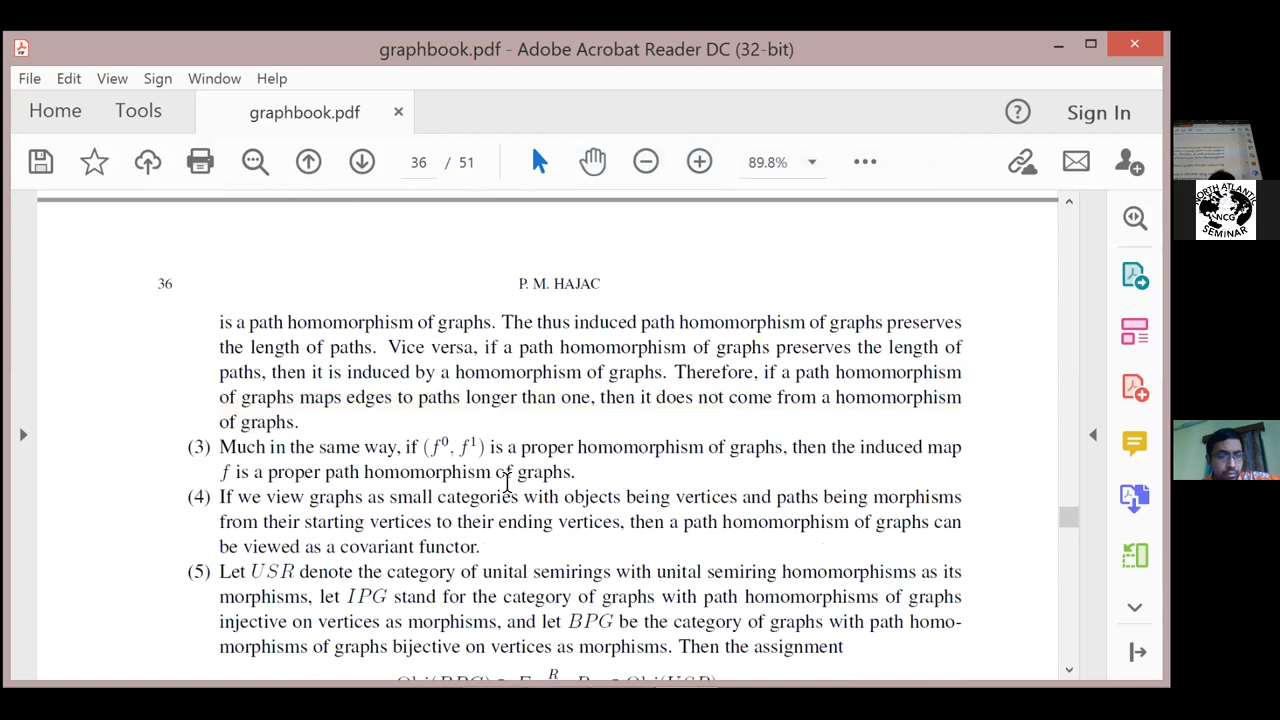 graphbook.pdf - Adobe Acrobat Reader DC (32-bit)
File Edit View Sign Window Help
Home Tools graphbook.pdf × Sign In
36 / 51 89.8%
36 P. M. HAJAC
is a path homomorphism of graphs. The thus induced path homomorphism of graphs preserves
the length of paths. Vice versa, if a path homomorphism of graphs preserves the length of
paths, then it is induced by a homomorphism of graphs. Therefore, if a path homomorphism
of graphs maps edges to paths longer than one, then it does not come from a homomorphism
of graphs.
(3) Much in the same way, if (f⁰, f¹) is a proper homomorphism of graphs, then the induced map
f is a proper path homomorphism of graphs.
(4) If we view graphs as small categories with objects being vertices and paths being morphisms
from their starting vertices to their ending vertices, then a path homomorphism of graphs can
be viewed as a covariant functor.
(5) Let USR denote the category of unital semirings with unital semiring homomorphisms as its
morphisms, let IPG stand for the category of graphs with path homomorphisms of graphs
injective on vertices as morphisms, and let BPG be the category of graphs with path homo-
morphisms of graphs bijective on vertices as morphisms. Then the assignment
NORTH ATLANTIC
NCG
SEMINAR